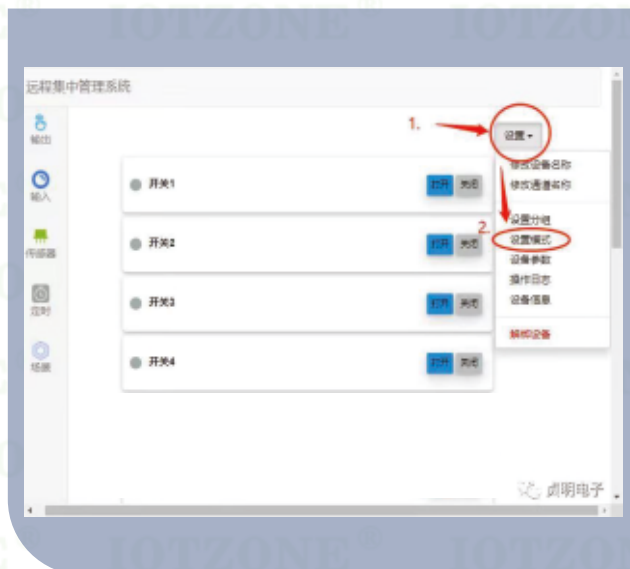 IOTZONE®
IOTZONE
远程集中管理系统
1.
设置
输出
修改设备名称
开关1
打开 关闭
修改通道名称
输入
设置分组
2.
开关2
打开 关闭
设置模式
传感器
设备参数
操作日志
开关3
打开 关闭
设备信息
定时
解绑设备
开关4
打开 关闭
场景
贞明电子
IOTZONE®
IOTZONE